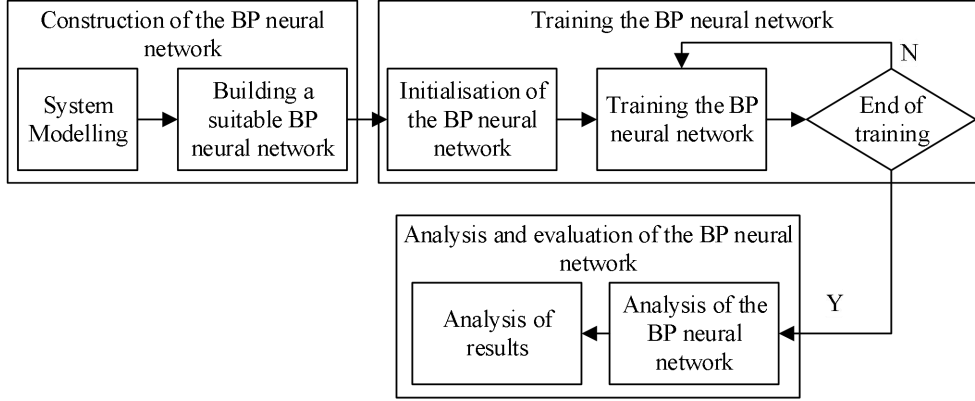 Construction of the BP neural
network
System
Modelling
Building a
suitable BP
neural network
Training the BP neural network
Initialisation of
the BP neural
network
Training the BP
neural network
N
End of
training
Y
Analysis and evaluation of the BP neural
network
Analysis of the
BP neural
network
Analysis of
results